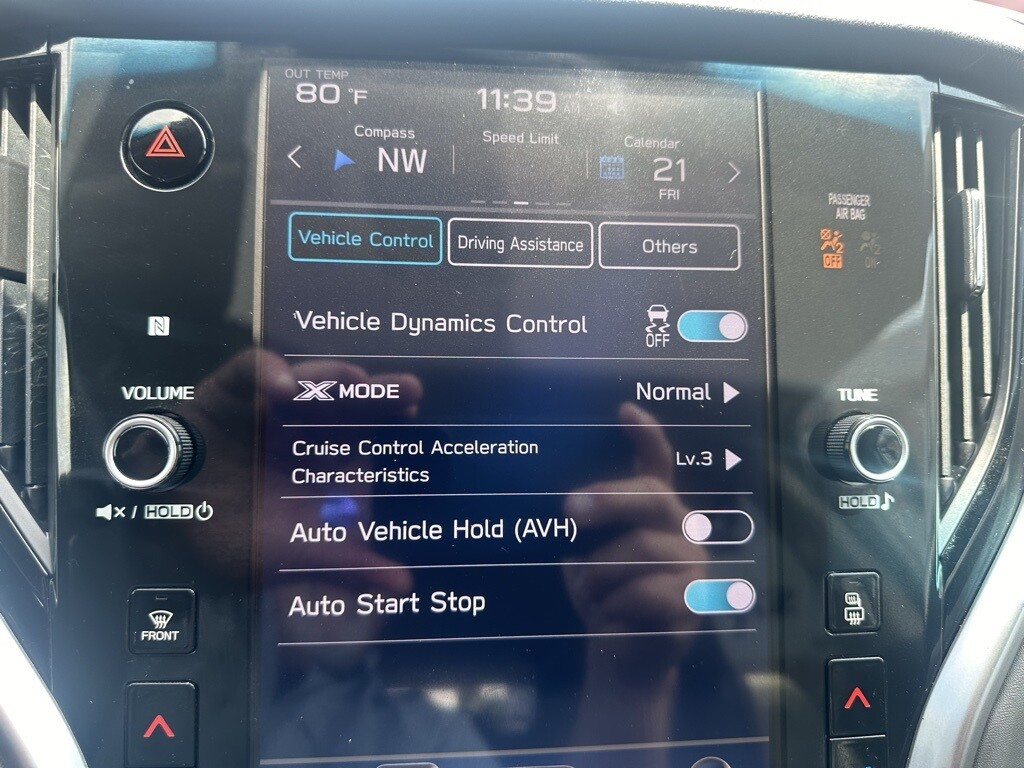 OUT TEMP
80 °F
11:39
Compass
NW
Speed Limit
Calendar
21
FRI
PASSENGER
AIR BAG
OFF
Vehicle Control
Driving Assistance
Others
Vehicle Dynamics Control
OFF
X MODE
Normal
VOLUME
TUNE
Cruise Control Acceleration
Characteristics
Lv.3
/ HOLD
HOLD
Auto Vehicle Hold (AVH)
Auto Start Stop
FRONT